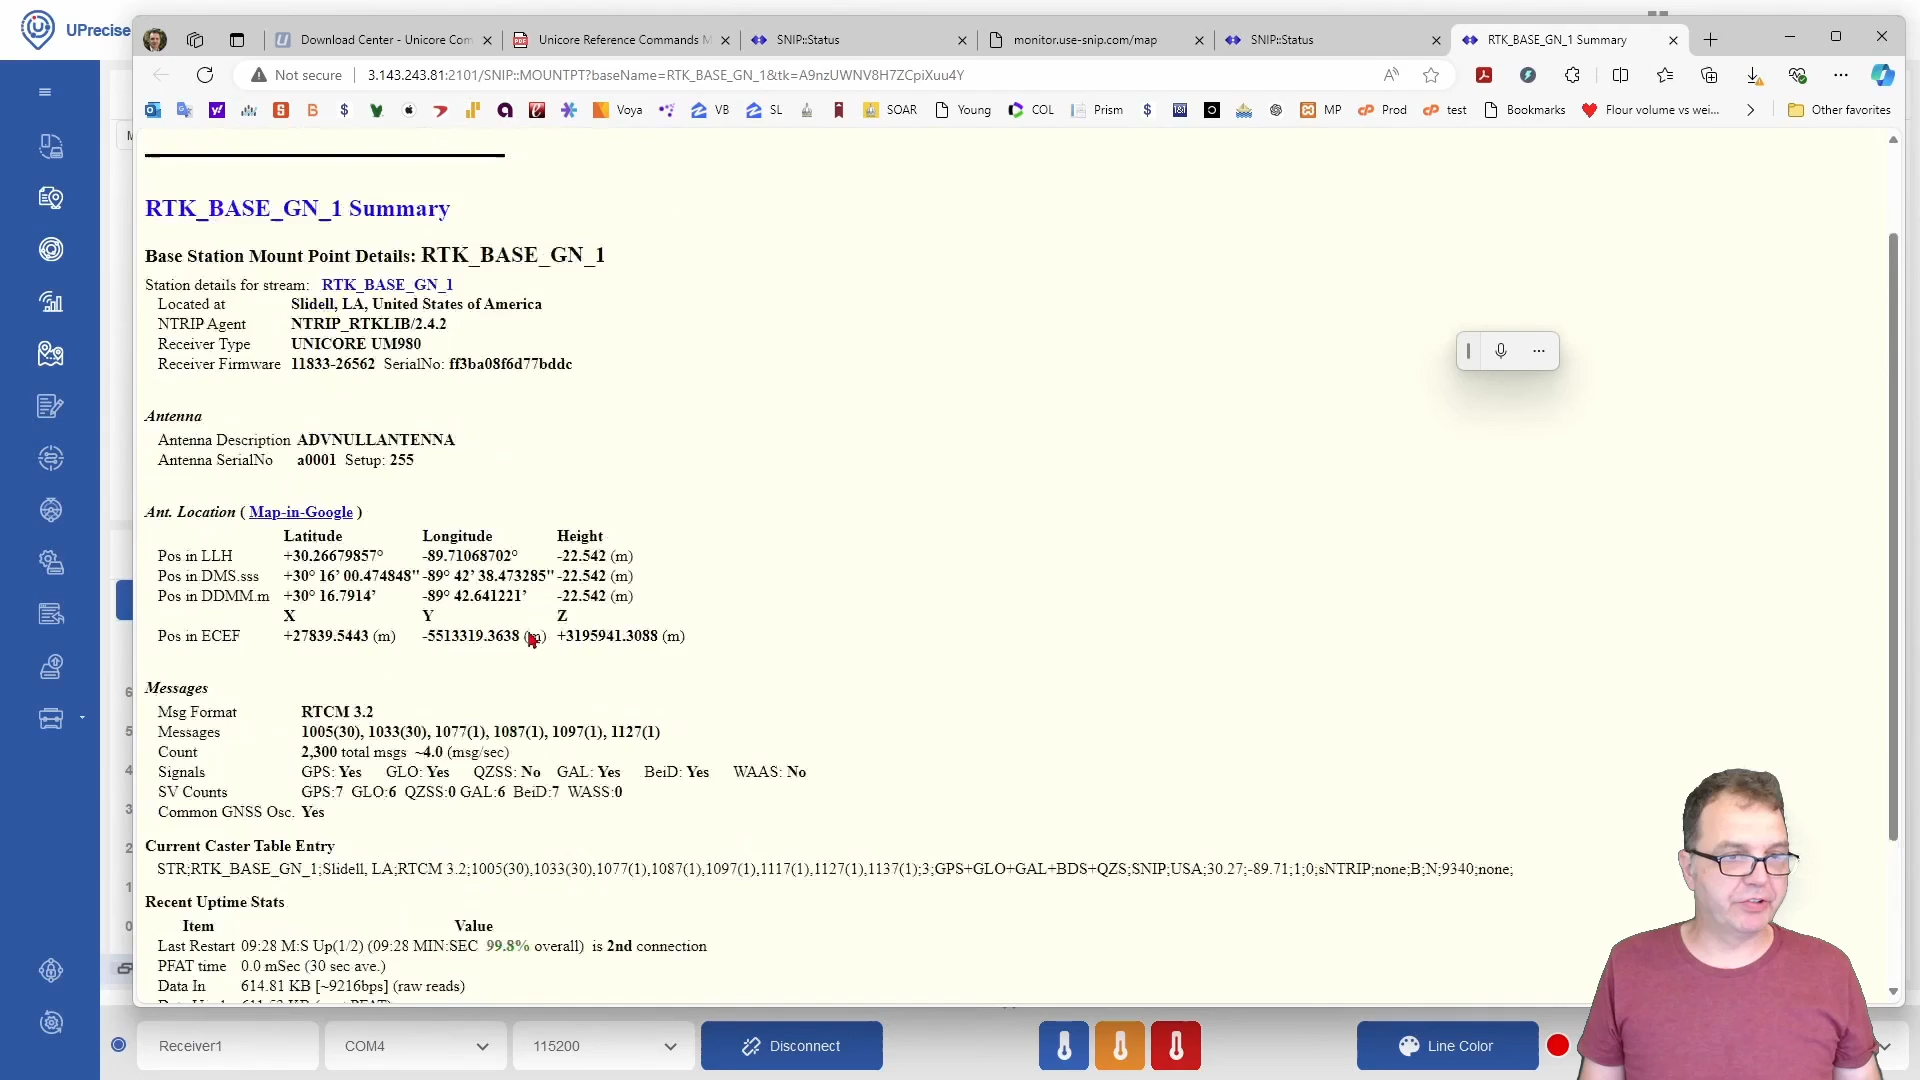 UPrecise
Download Center - Unicore Com
Unicore Reference Commands M
SNIP::Status
monitor.use-snip.com/map
SNIP::Status
RTK_BASE_GN_1 Summary
Not secure
3.143.243.81:2101/SNIP::MOUNTPT?baseName=RTK_BASE_GN_1&tk=A9nzUWNV8H7ZCpiXuu4Y
Voya
VB
SL
SOAR
Young
COL
Prism
MP
Prod
test
Bookmarks
Flour volume vs wei...
Other favorites
RTK_BASE_GN_1 Summary
Base Station Mount Point Details: RTK_BASE_GN_1
Station details for stream: RTK_BASE_GN_1
Located at Slidell, LA, United States of America
NTRIP Agent NTRIP_RTKLIB/2.4.2
Receiver Type UNICORE UM980
Receiver Firmware 11833-26562 SerialNo: ff3ba08f6d77bddc
Antenna
Antenna Description ADVNULLANTENNA
Antenna SerialNo a0001 Setup: 255
Ant. Location ( Map-in-Google )
Latitude Longitude Height
Pos in LLH +30.26679857° -89.71068702° -22.542 (m)
Pos in DMS.sss +30° 16' 00.474848" -89° 42' 38.473285" -22.542 (m)
Pos in DDMM.m +30° 16.7914' -89° 42.641221' -22.542 (m)
X Y Z
Pos in ECEF +27839.5443 (m) -5513319.3638 (m) +3195941.3088 (m)
Messages
Msg Format RTCM 3.2
Messages 1005(30), 1033(30), 1077(1), 1087(1), 1097(1), 1127(1)
Count 2,300 total msgs ~4.0 (msg/sec)
Signals GPS: Yes GLO: Yes QZSS: No GAL: Yes BeiD: Yes WAAS: No
SV Counts GPS:7 GLO:6 QZSS:0 GAL:6 BeiD:7 WASS:0
Common GNSS Osc. Yes
Current Caster Table Entry
STR;RTK_BASE_GN_1;Slidell, LA;RTCM 3.2;1005(30),1033(30),1077(1),1087(1),1097(1),1117(1),1127(1),1137(1);3;GPS+GLO+GAL+BDS+QZS;SNIP;USA;30.27;-89.71;1;0;sNTRIP;none;B;N;9340;none;
Recent Uptime Stats
Item Value
Last Restart 09:28 M:S Up(1/2) (09:28 MIN:SEC 99.8% overall) is 2nd connection
PFAT time 0.0 mSec (30 sec ave.)
Data In 614.81 KB [~9216bps] (raw reads)
Receiver1
COM4
115200
Disconnect
Line Color